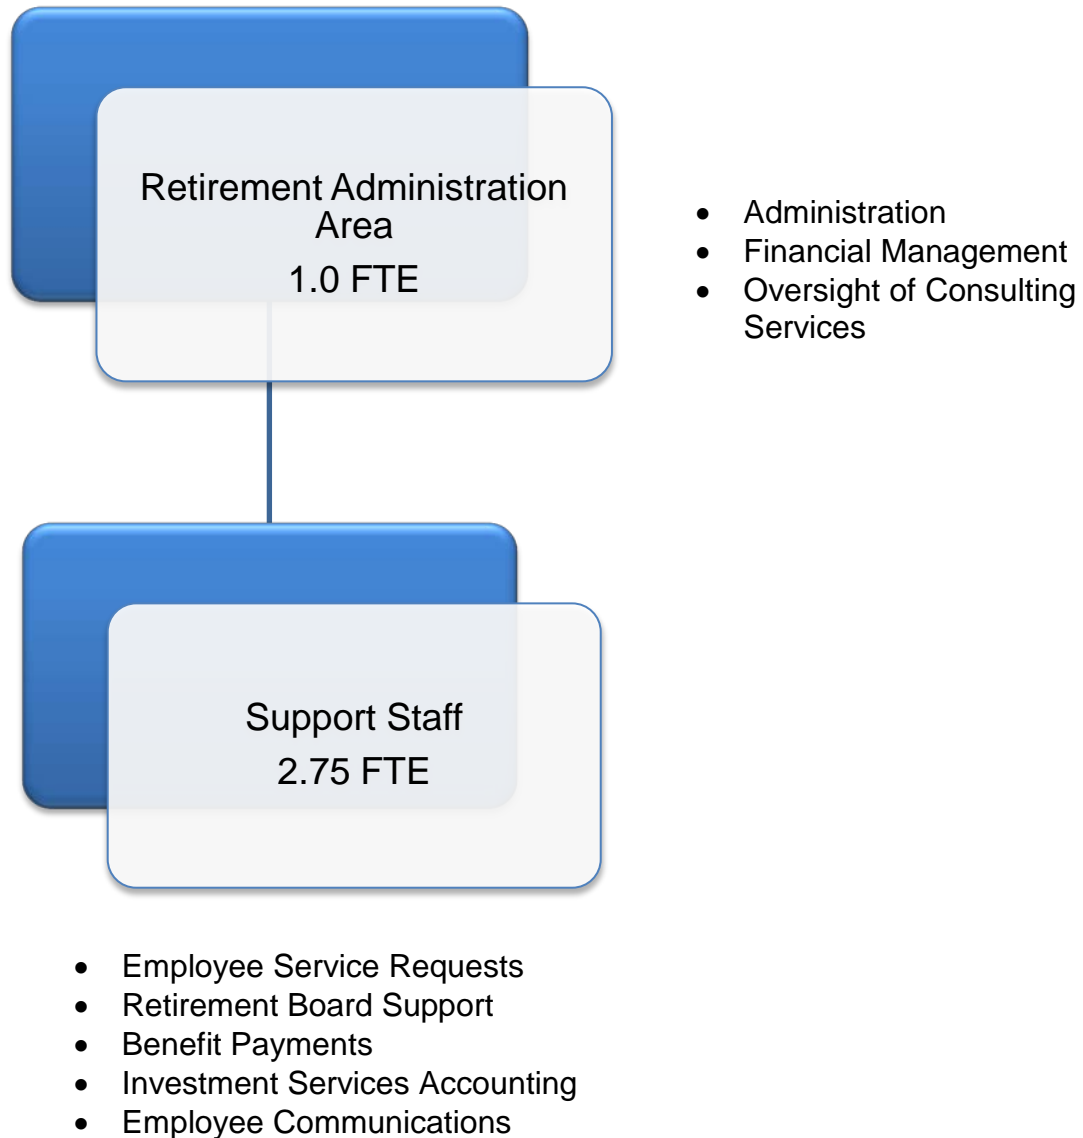 Retirement Administration
Area
1.0 FTE
• Administration
• Financial Management
• Oversight of Consulting
Services
Support Staff
2.75 FTE
• Employee Service Requests
• Retirement Board Support
• Benefit Payments
• Investment Services Accounting
• Employee Communications